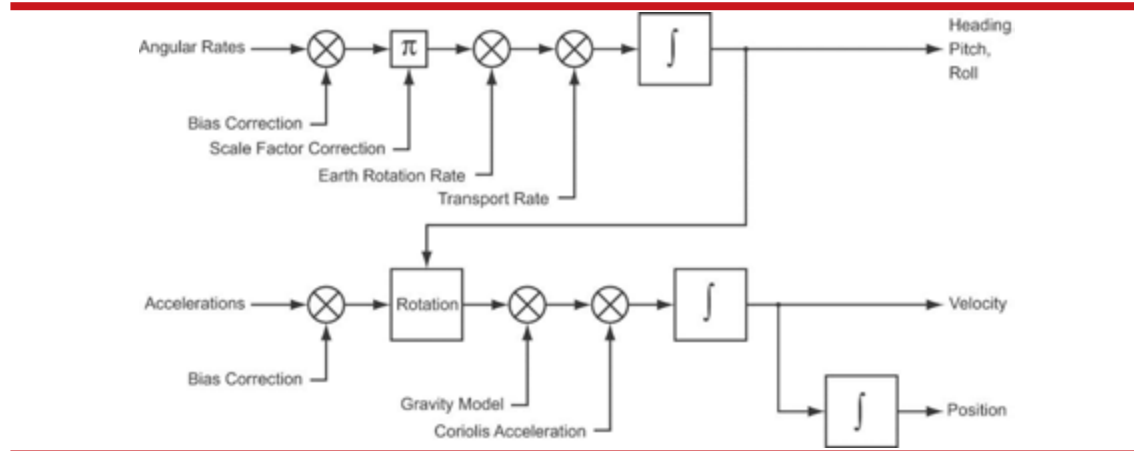 Heading
Angular Rates
π
∫
Pitch,
Roll
Bias Correction
Scale Factor Correction
Earth Rotation Rate
Transport Rate
Accelerations
Rotation
∫
Velocity
Bias Correction
Gravity Model
∫
Position
Coriolis Acceleration